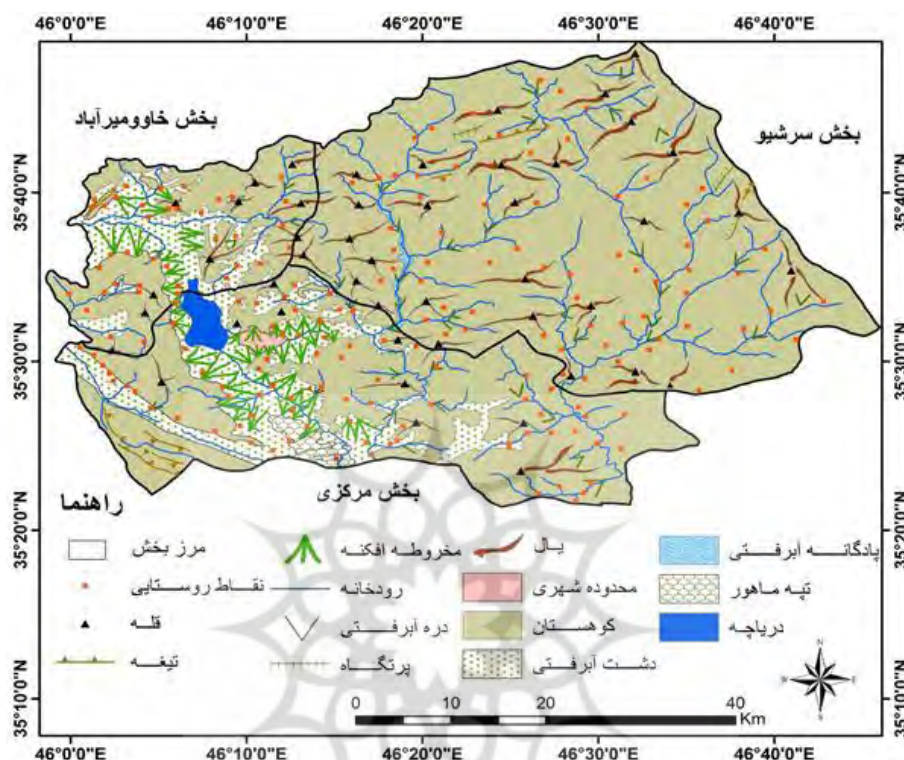 46°0'0"E 46°10'0"E 46°20'0"E 46°30'0"E 46°40'0"E
بخش خاوومیرآباد
بخش سرشیو
35°40'0"N 35°40'0"N
35°30'0"N 35°30'0"N
بخش مرکزی
راهنما
35°20'0"N 35°20'0"N
مرز بخش
مخروطه افکنه
یال
پادگانه آبرفتی
نقاط روستایی
رودخانه
محدوده شهری
تپه ماهور
قله
دره آبرفتی
کوهستان
دریاچه
تیغه
پرتگاه
دشت آبرفتی
N
W E
S
35°10'0"N 35°10'0"N
0 10 20 40
Km
46°0'0"E 46°10'0"E 46°20'0"E 46°30'0"E 46°40'0"E